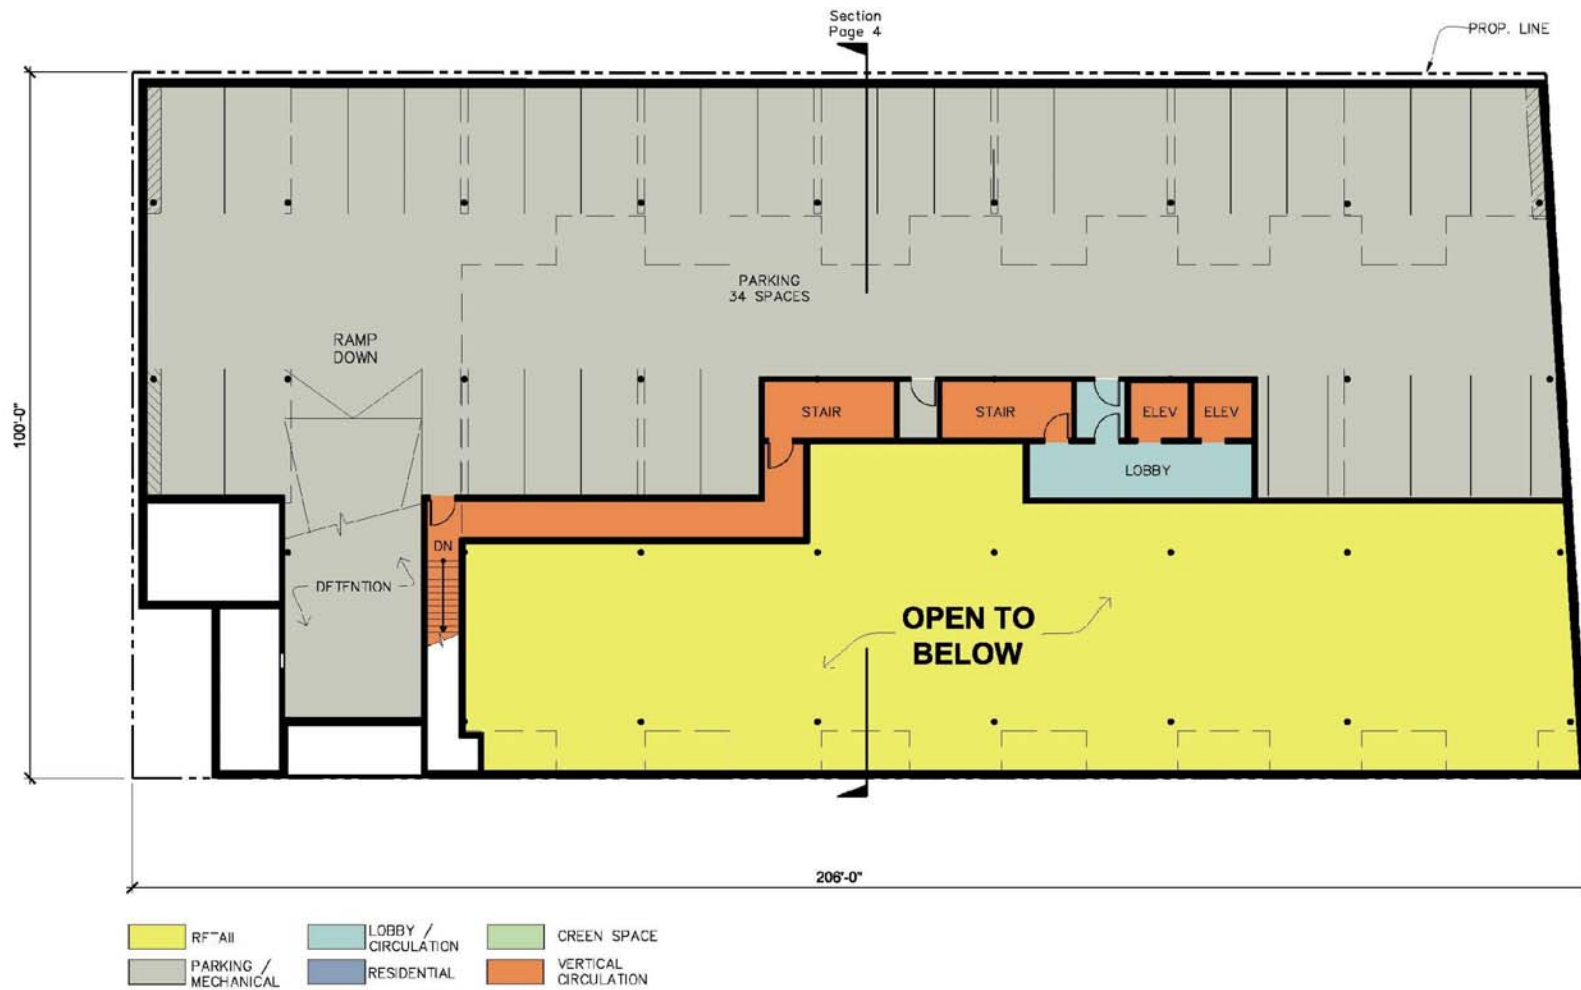 Section
Page 4
PROP. LINE
PARKING
34 SPACES
RAMP
DOWN
100'-0"
STAIR
STAIR
ELEV
ELEV
LOBBY
DN
DETENTION
OPEN TO
BELOW
206'-0"
RETAIL
LOBBY /
CIRCULATION
GREEN SPACE
PARKING /
MECHANICAL
RESIDENTIAL
VERTICAL
CIRCULATION